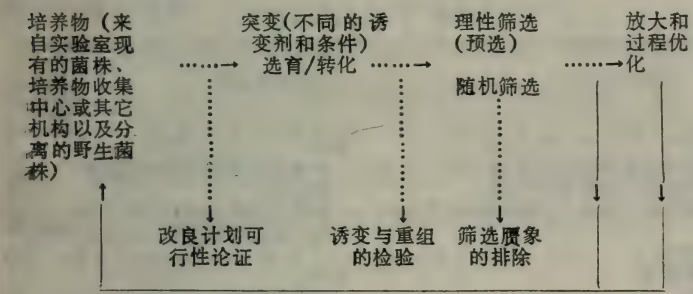 培养物(来
自实验室现
有的菌株、
培养物收集
中心或其它
机构以及分
离的野生菌
株)
突变(不同的诱
变剂和条件)
选育/转化
理性筛选
(预选)
随机筛选
放大和
过程优
化
改良计划可
行性论证
诱变与重组
的检验
筛选赝象
的排除